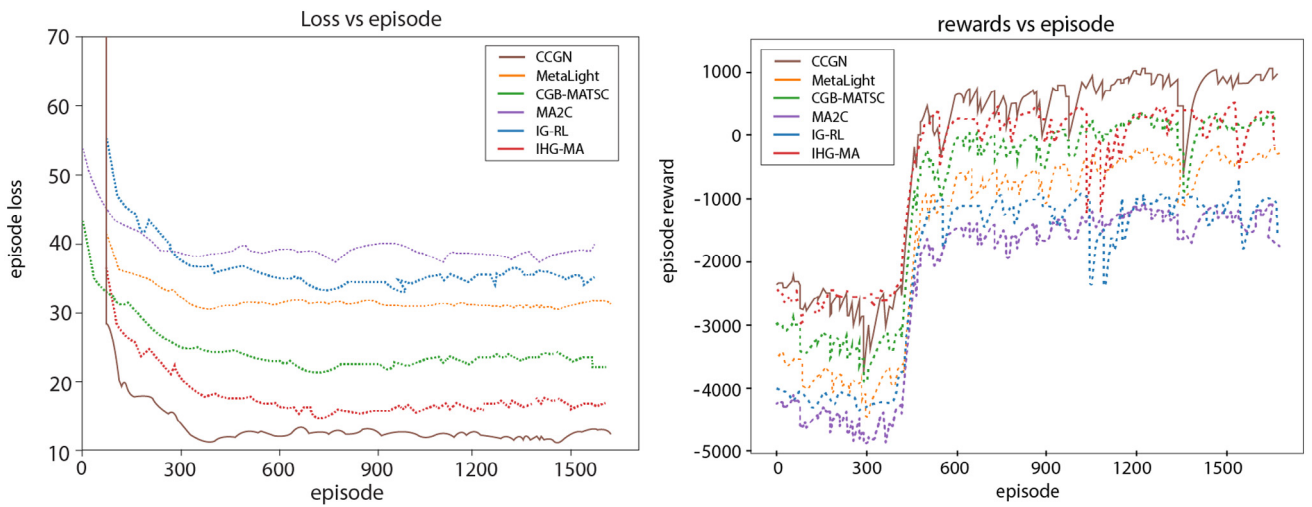 Loss vs episode
70
60
50
40
30
20
10
episode loss
0
300
600
900
1200
1500
episode
CCGN
MetaLight
CGB-MATSC
MA2C
IG-RL
IHG-MA
rewards vs episode
1000
0
-1000
-2000
-3000
-4000
-5000
episode reward
0
300
600
900
1200
1500
episode
CCGN
MetaLight
CGB-MATSC
MA2C
IG-RL
IHG-MA